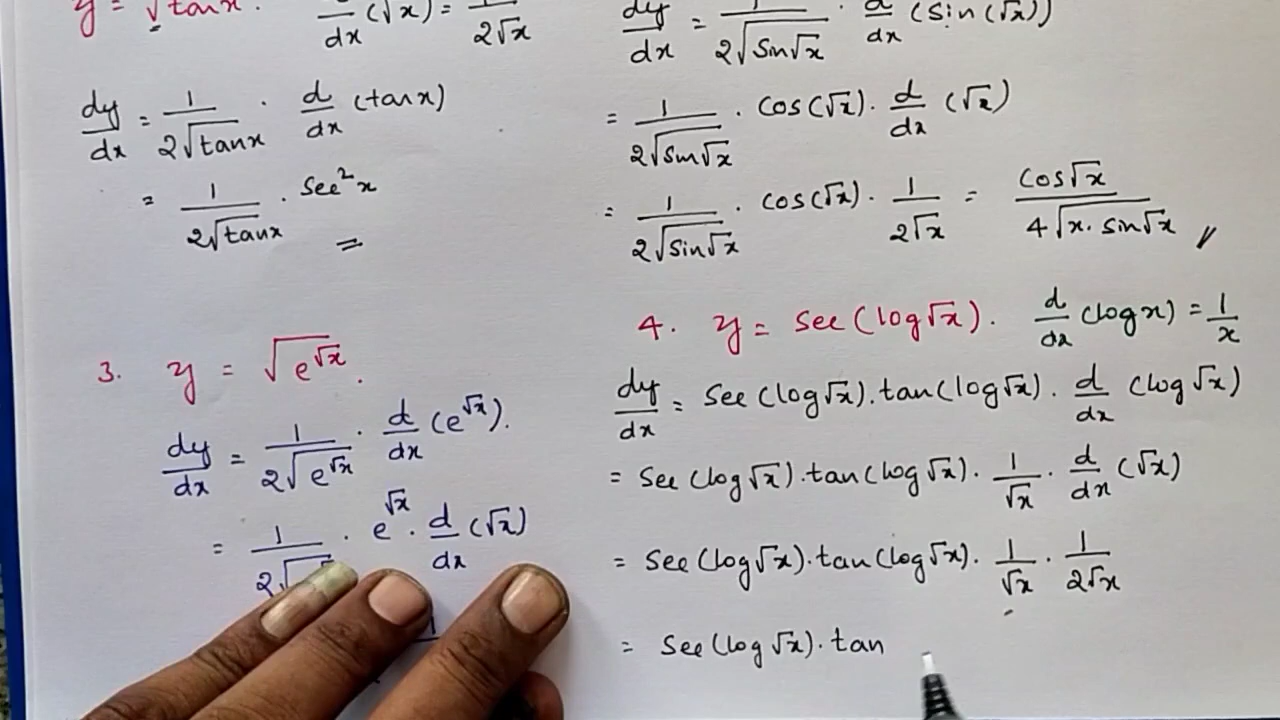 y = √tanx. d/dx (√x) = 1/2√x
dy/dx = 1/2√tanx . d/dx (tanx)
= 1/2√tanx . sec²x
3. y = √e^√x.
dy/dx = 1/2√e^√x . d/dx (e^√x).
= 1/2√ . e^√x . d/dx (√x)
dy/dx = 1/2√sin√x . d/dx (sin(√x))
= 1/2√sin√x . cos(√x) . d/dx (√x)
= 1/2√sin√x . cos(√x) . 1/2√x = cos√x/4√x.sin√x
4. y = sec(log√x). d/dx (logx) = 1/x
dy/dx = sec(log√x).tan(log√x) . d/dx (log√x)
= sec(log√x).tan(log√x) . 1/√x . d/dx (√x)
= sec(log√x).tan(log√x) . 1/√x . 1/2√x
= sec(log√x).tan